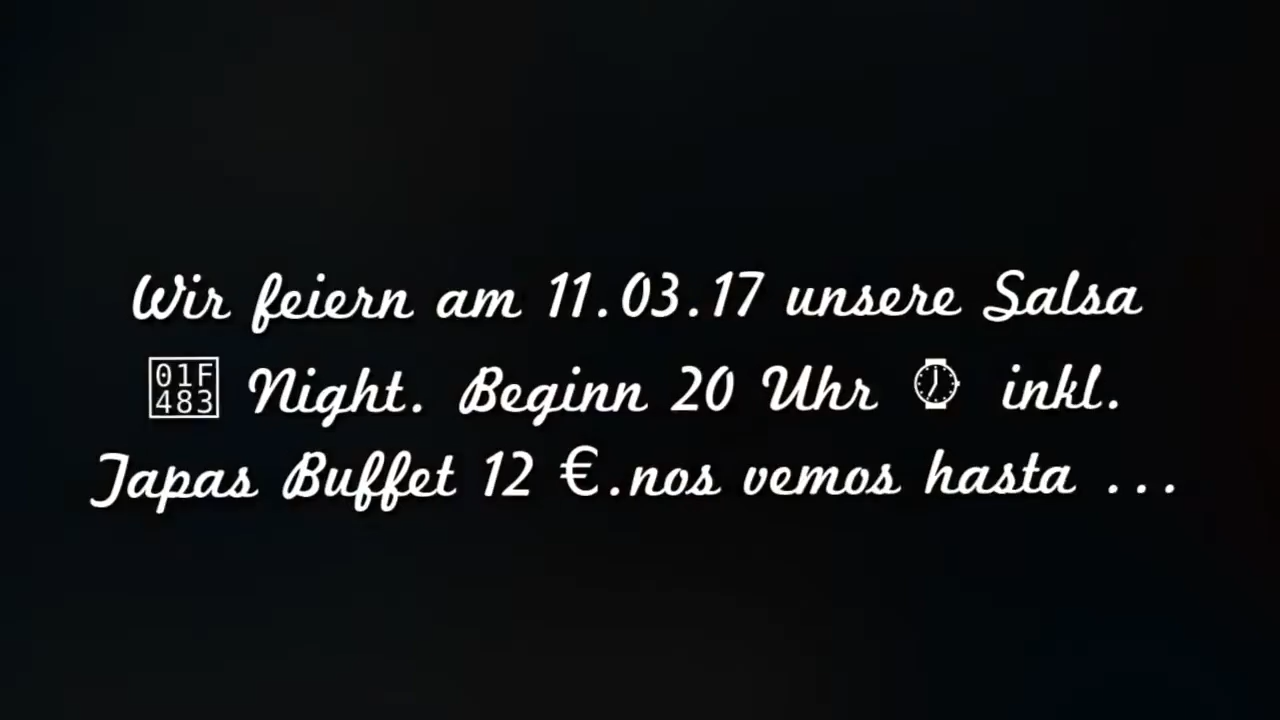 Wir feiern am 11.03.17 unsere Salsa
01F483 Night. Beginn 20 Uhr ⌚ inkl.
Tapas Buffet 12 €.nos vemos hasta ...